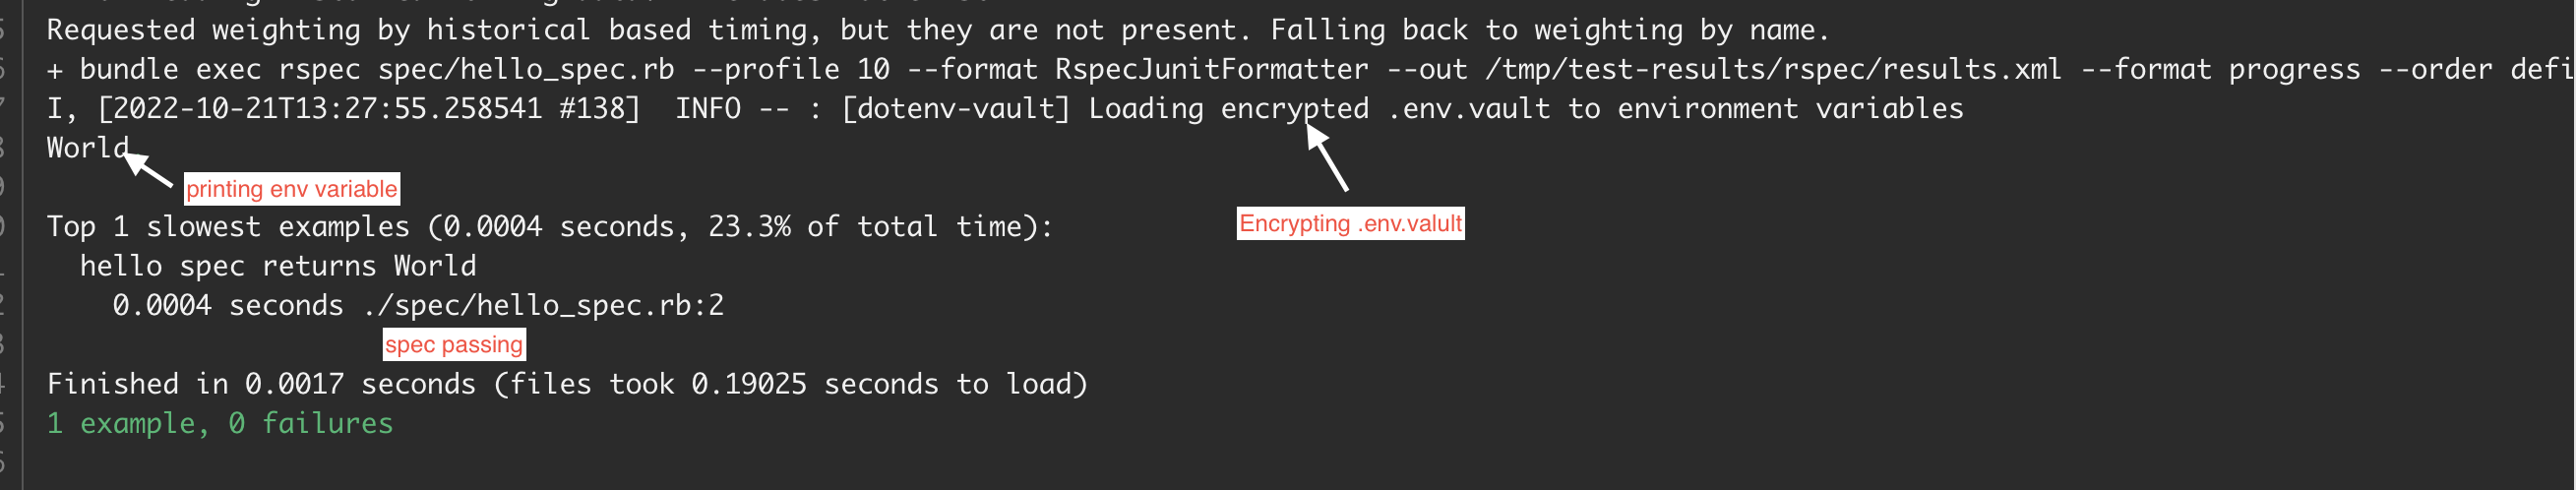 Requested weighting by historical based timing, but they are not present. Falling back to weighting by name.
+ bundle exec rspec spec/hello_spec.rb --profile 10 --format RspecJunitFormatter --out /tmp/test-results/rspec/results.xml --format progress --order defi
I, [2022-10-21T13:27:55.258541 #138]  INFO -- : [dotenv-vault] Loading encrypted .env.vault to environment variables
World
printing env variable
Encrypting .env.valult
Top 1 slowest examples (0.0004 seconds, 23.3% of total time):
  hello spec returns World
    0.0004 seconds ./spec/hello_spec.rb:2
spec passing
Finished in 0.0017 seconds (files took 0.19025 seconds to load)
1 example, 0 failures